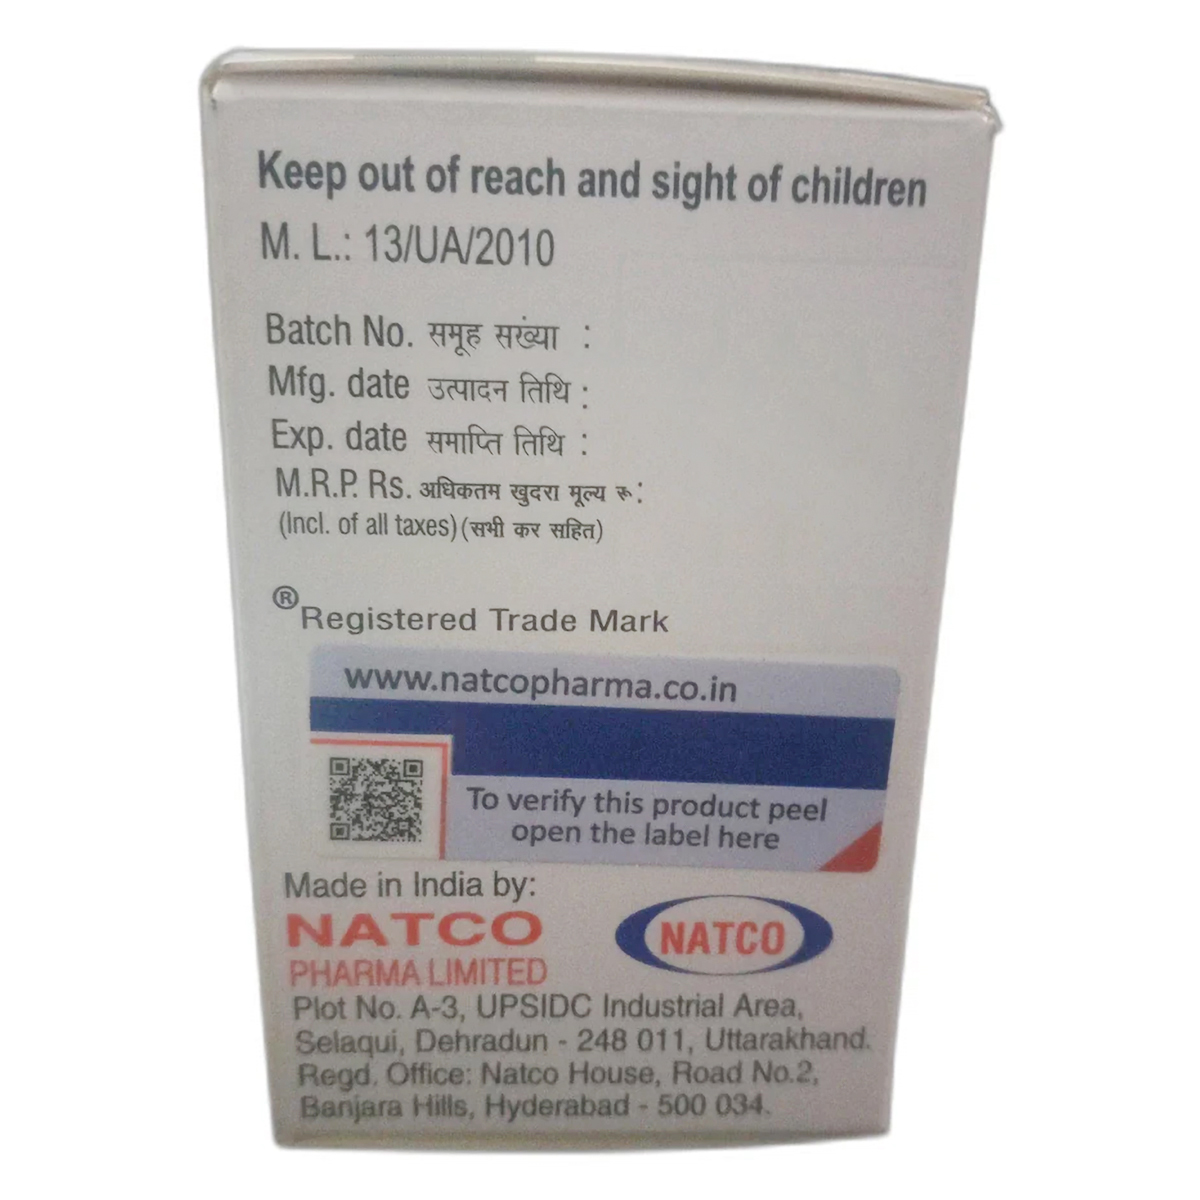 Keep out of reach and sight of children
M. L.: 13/UA/2010
Batch No. समूह सख्ंया :
Mfg. date उत्पादन तिथि :
Exp. date समाप्ति तिथि :
M.R.P. Rs. अधिकतम खुदरा मूल्य रू:
(Incl. of all taxes) (सभी कर सहित)
® Registered Trade Mark
www.natcopharma.co.in
To verify this product peel
open the label here
Made in India by:
NATCO
PHARMA LIMITED
NATCO
Plot No. A-3, UPSIDC Industrial Area,
Selaqui, Dehradun - 248 011, Uttarakhand.
Regd. Office: Natco House, Road No.2,
Banjara Hills, Hyderabad - 500 034.